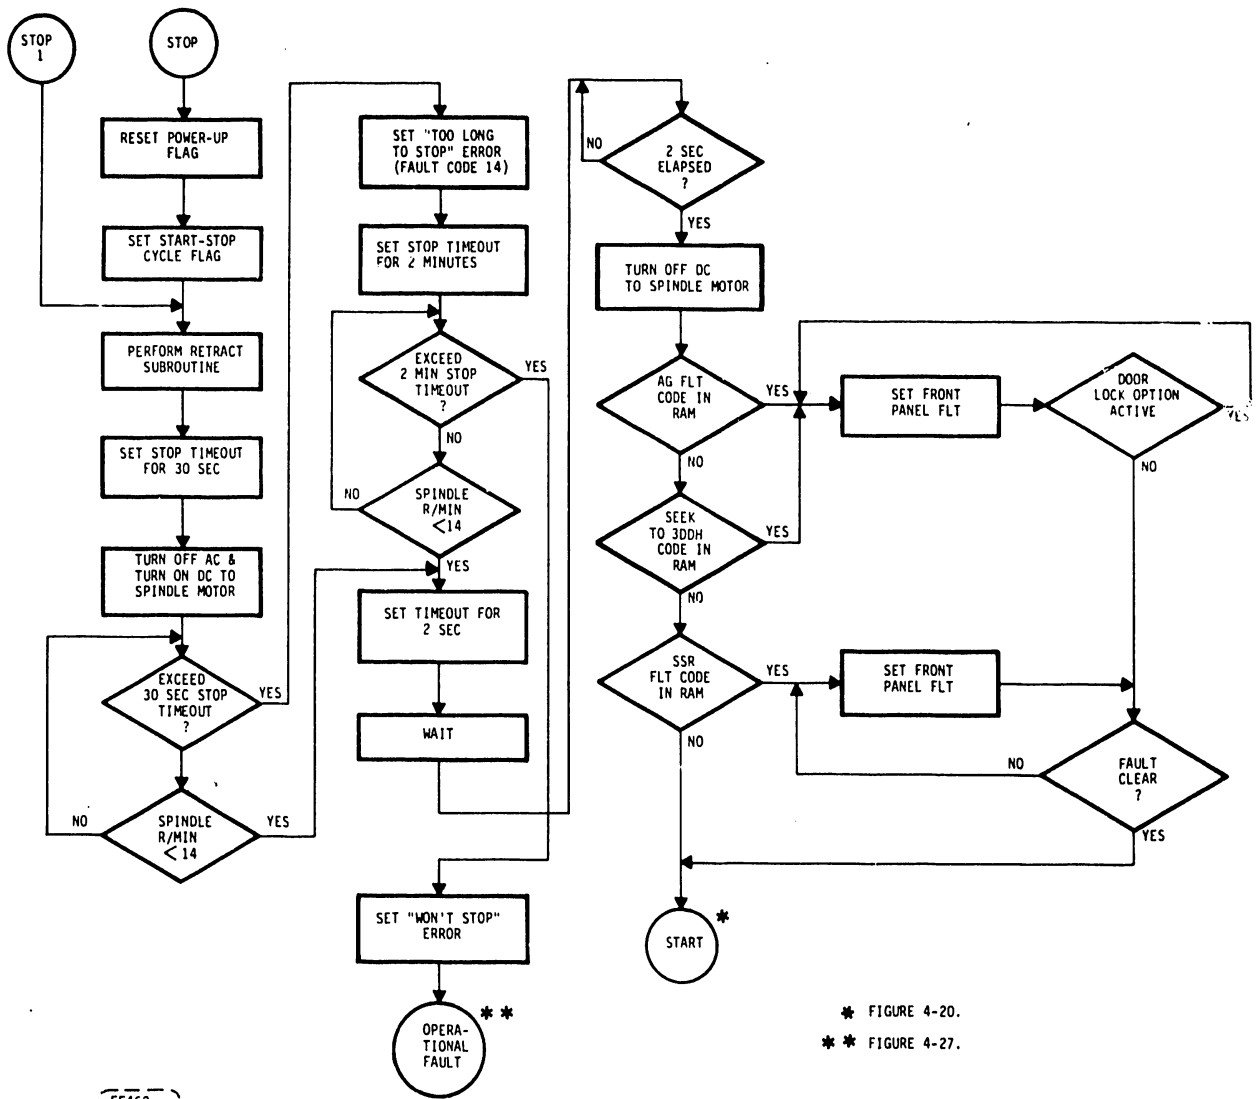 STOP
1
STOP
RESET POWER-UP
FLAG
SET START-STOP
CYCLE FLAG
PERFORM RETRACT
SUBROUTINE
SET STOP TIMEOUT
FOR 30 SEC
TURN OFF AC &
TURN ON DC TO
SPINDLE MOTOR
EXCEED
30 SEC STOP
TIMEOUT
?
YES
SPINDLE
R/MIN
<14
NO
YES
SET "TOO LONG
TO STOP" ERROR
(FAULT CODE 14)
SET STOP TIMEOUT
FOR 2 MINUTES
EXCEED
2 MIN STOP
TIMEOUT
?
YES
NO
SPINDLE
R/MIN
<14
NO
YES
SET TIMEOUT FOR
2 SEC
WAIT
SET "WON'T STOP"
ERROR
OPERA-
TIONAL
FAULT
**
2 SEC
ELAPSED
?
NO
YES
TURN OFF DC
TO SPINDLE MOTOR
AG FLT
CODE IN
RAM
YES
NO
SEEK
TO 3DDH
CODE IN
RAM
YES
NO
SSR
FLT CODE
IN RAM
YES
NO
START
*
SET FRONT
PANEL FLT
DOOR
LOCK OPTION
ACTIVE
YES
NO
SET FRONT
PANEL FLT
FAULT
CLEAR
?
NO
YES
* FIGURE 4-20.
** FIGURE 4-27.